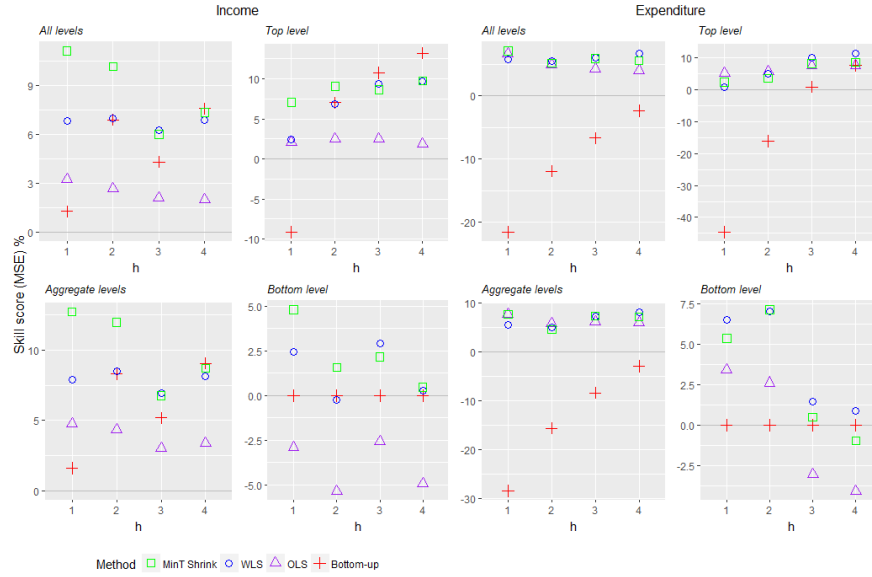 Income
Expenditure
All levels
Top level
All levels
Top level
9
6
3
0
10
5
0
-5
-10
5
0
-10
-20
10
0
-10
-20
-30
-40
1 2 3 4
1 2 3 4
1 2 3 4
1 2 3 4
h
h
h
h
Skill score (MSE) %
Aggregate levels
Bottom level
Aggregate levels
Bottom level
10
5
0
5.0
2.5
0.0
-2.5
-5.0
10
0
-10
-20
-30
7.5
5.0
2.5
0.0
-2.5
1 2 3 4
1 2 3 4
1 2 3 4
1 2 3 4
h
h
h
h
Method MinT Shrink WLS OLS Bottom-up